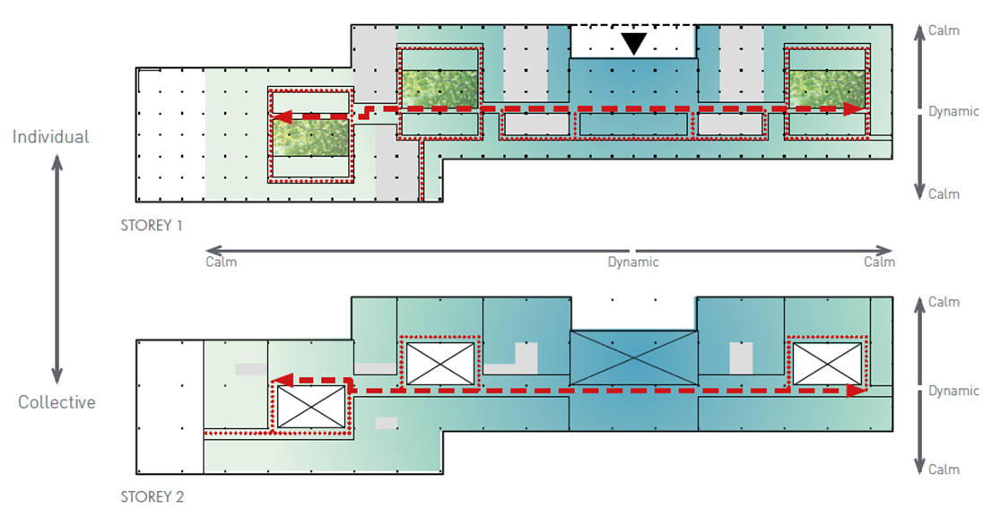 Calm
Individual
Dynamic
Calm
STOREY 1
Calm
Dynamic
Calm
Calm
Collective
Dynamic
Calm
STOREY 2